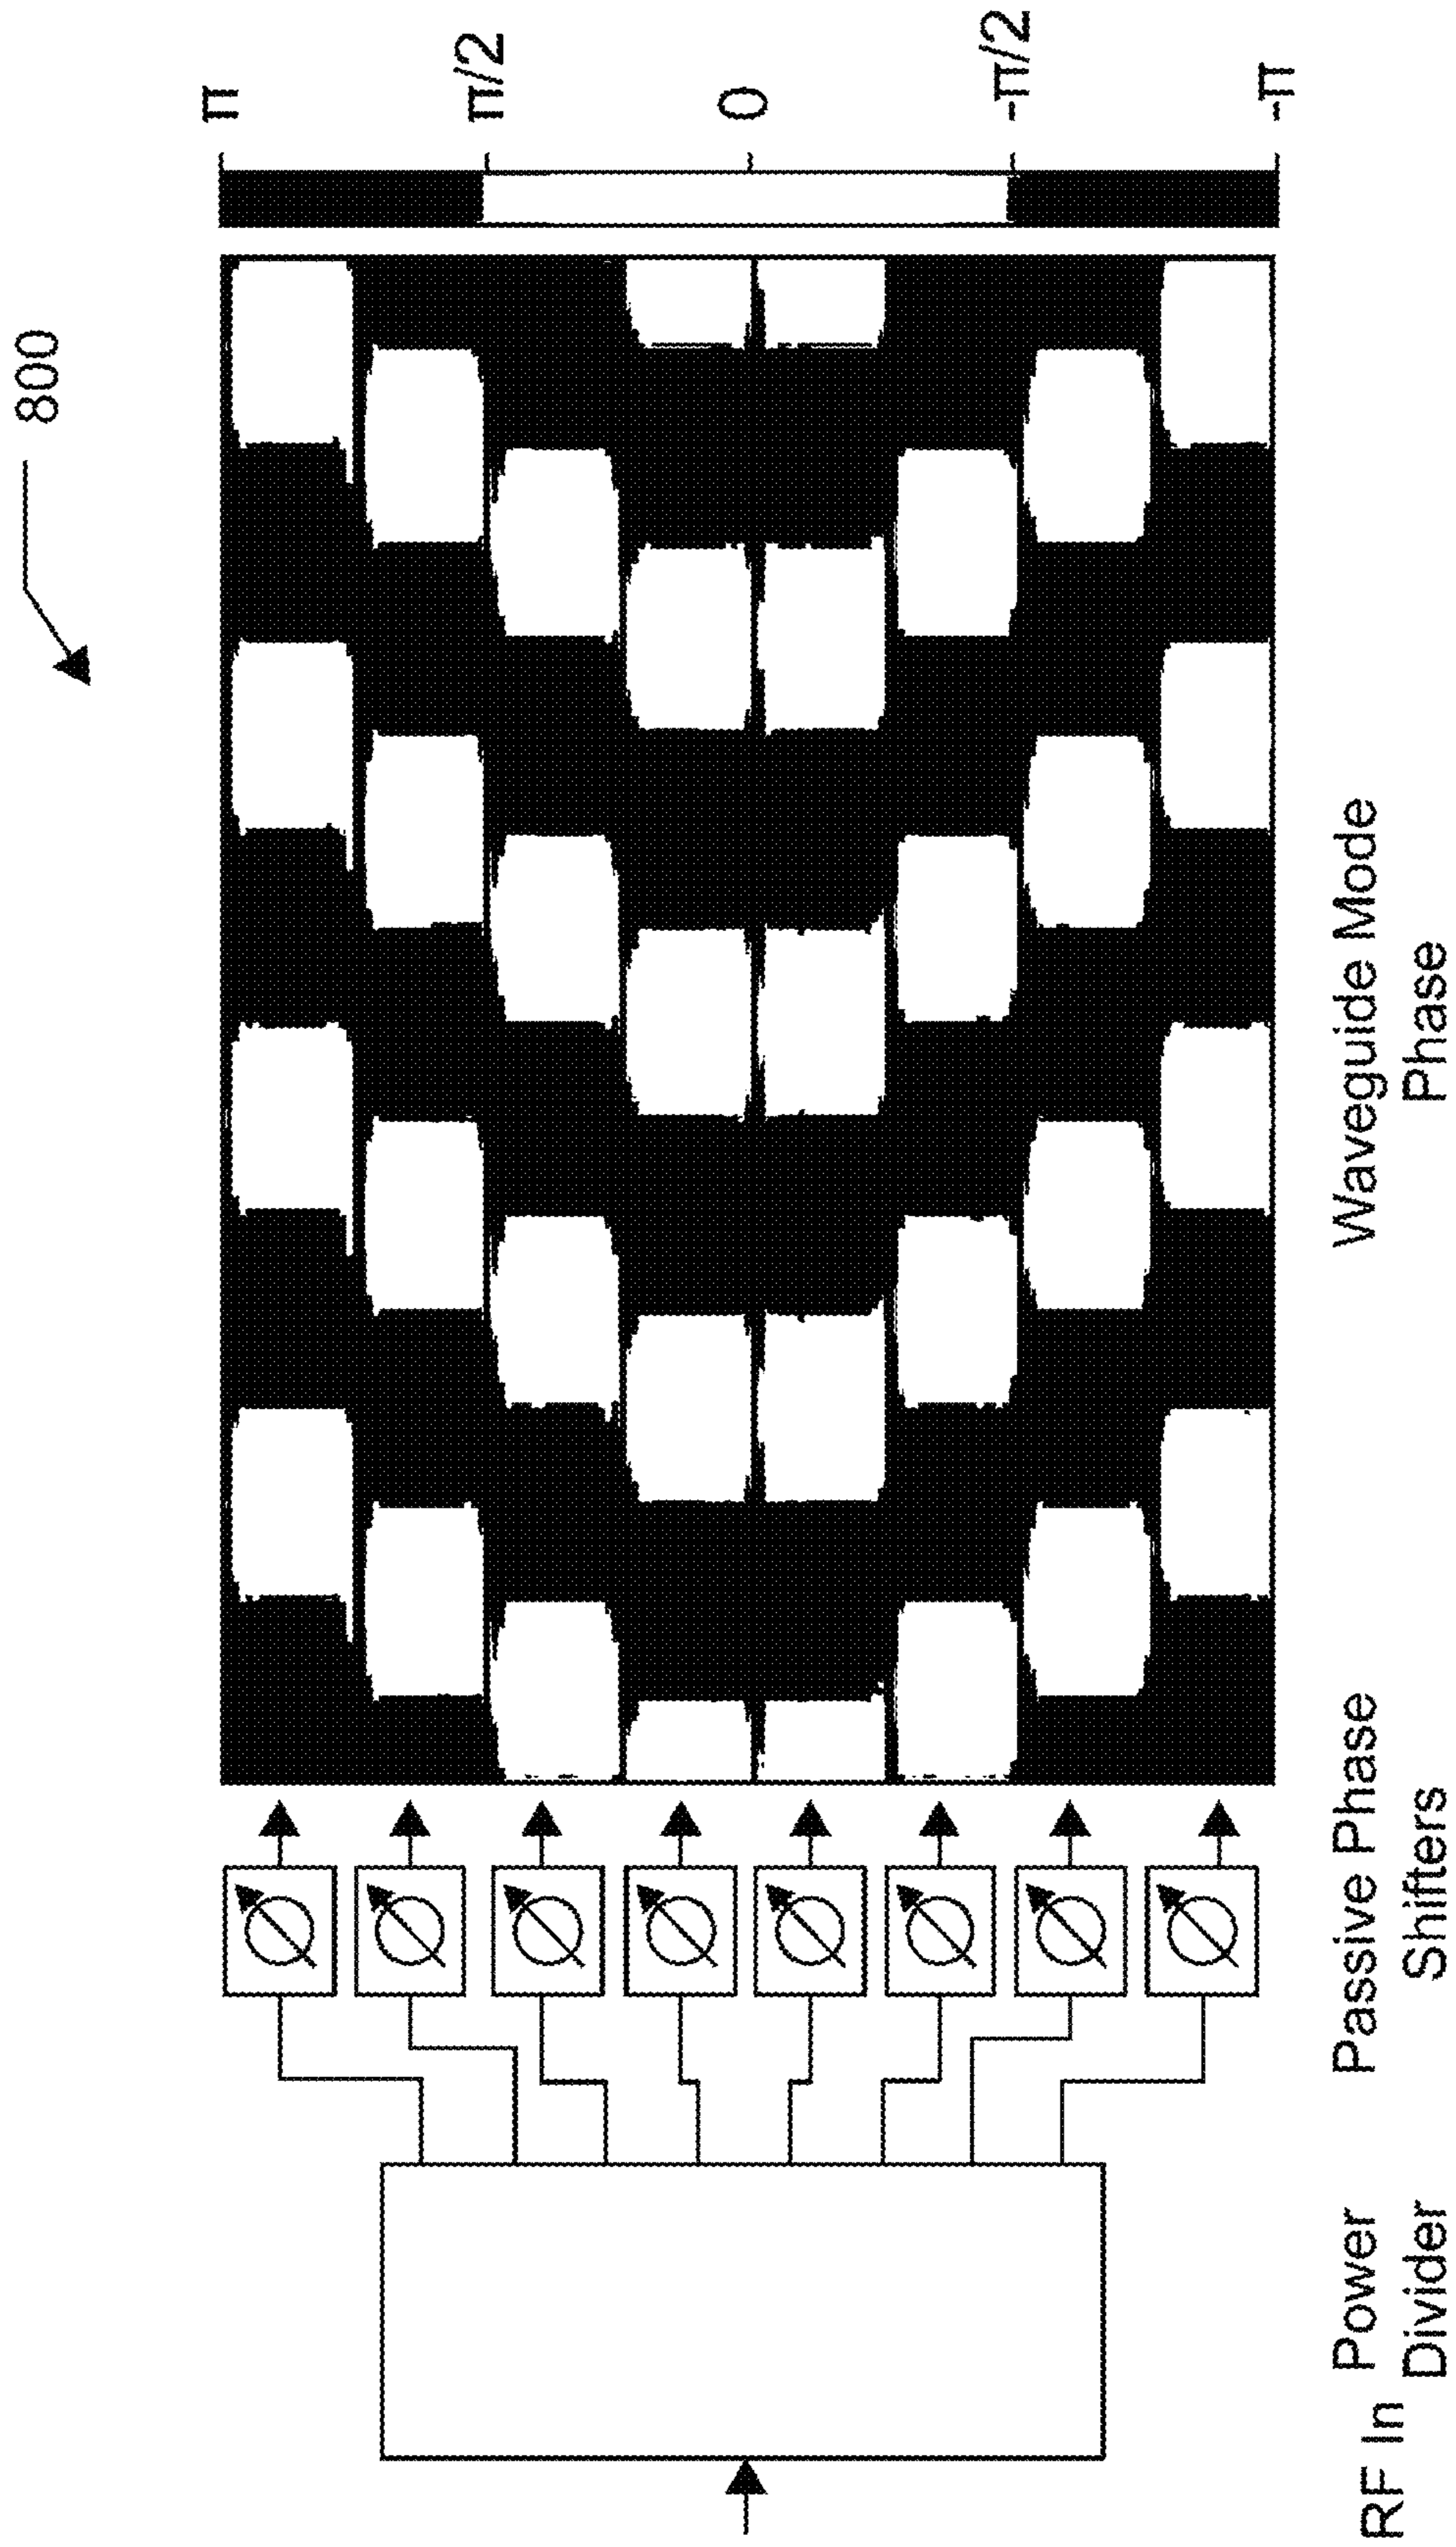 800
π
π/2
0
-π/2
-π
RF In
Power
Divider
Passive Phase
Shifters
Waveguide Mode
Phase